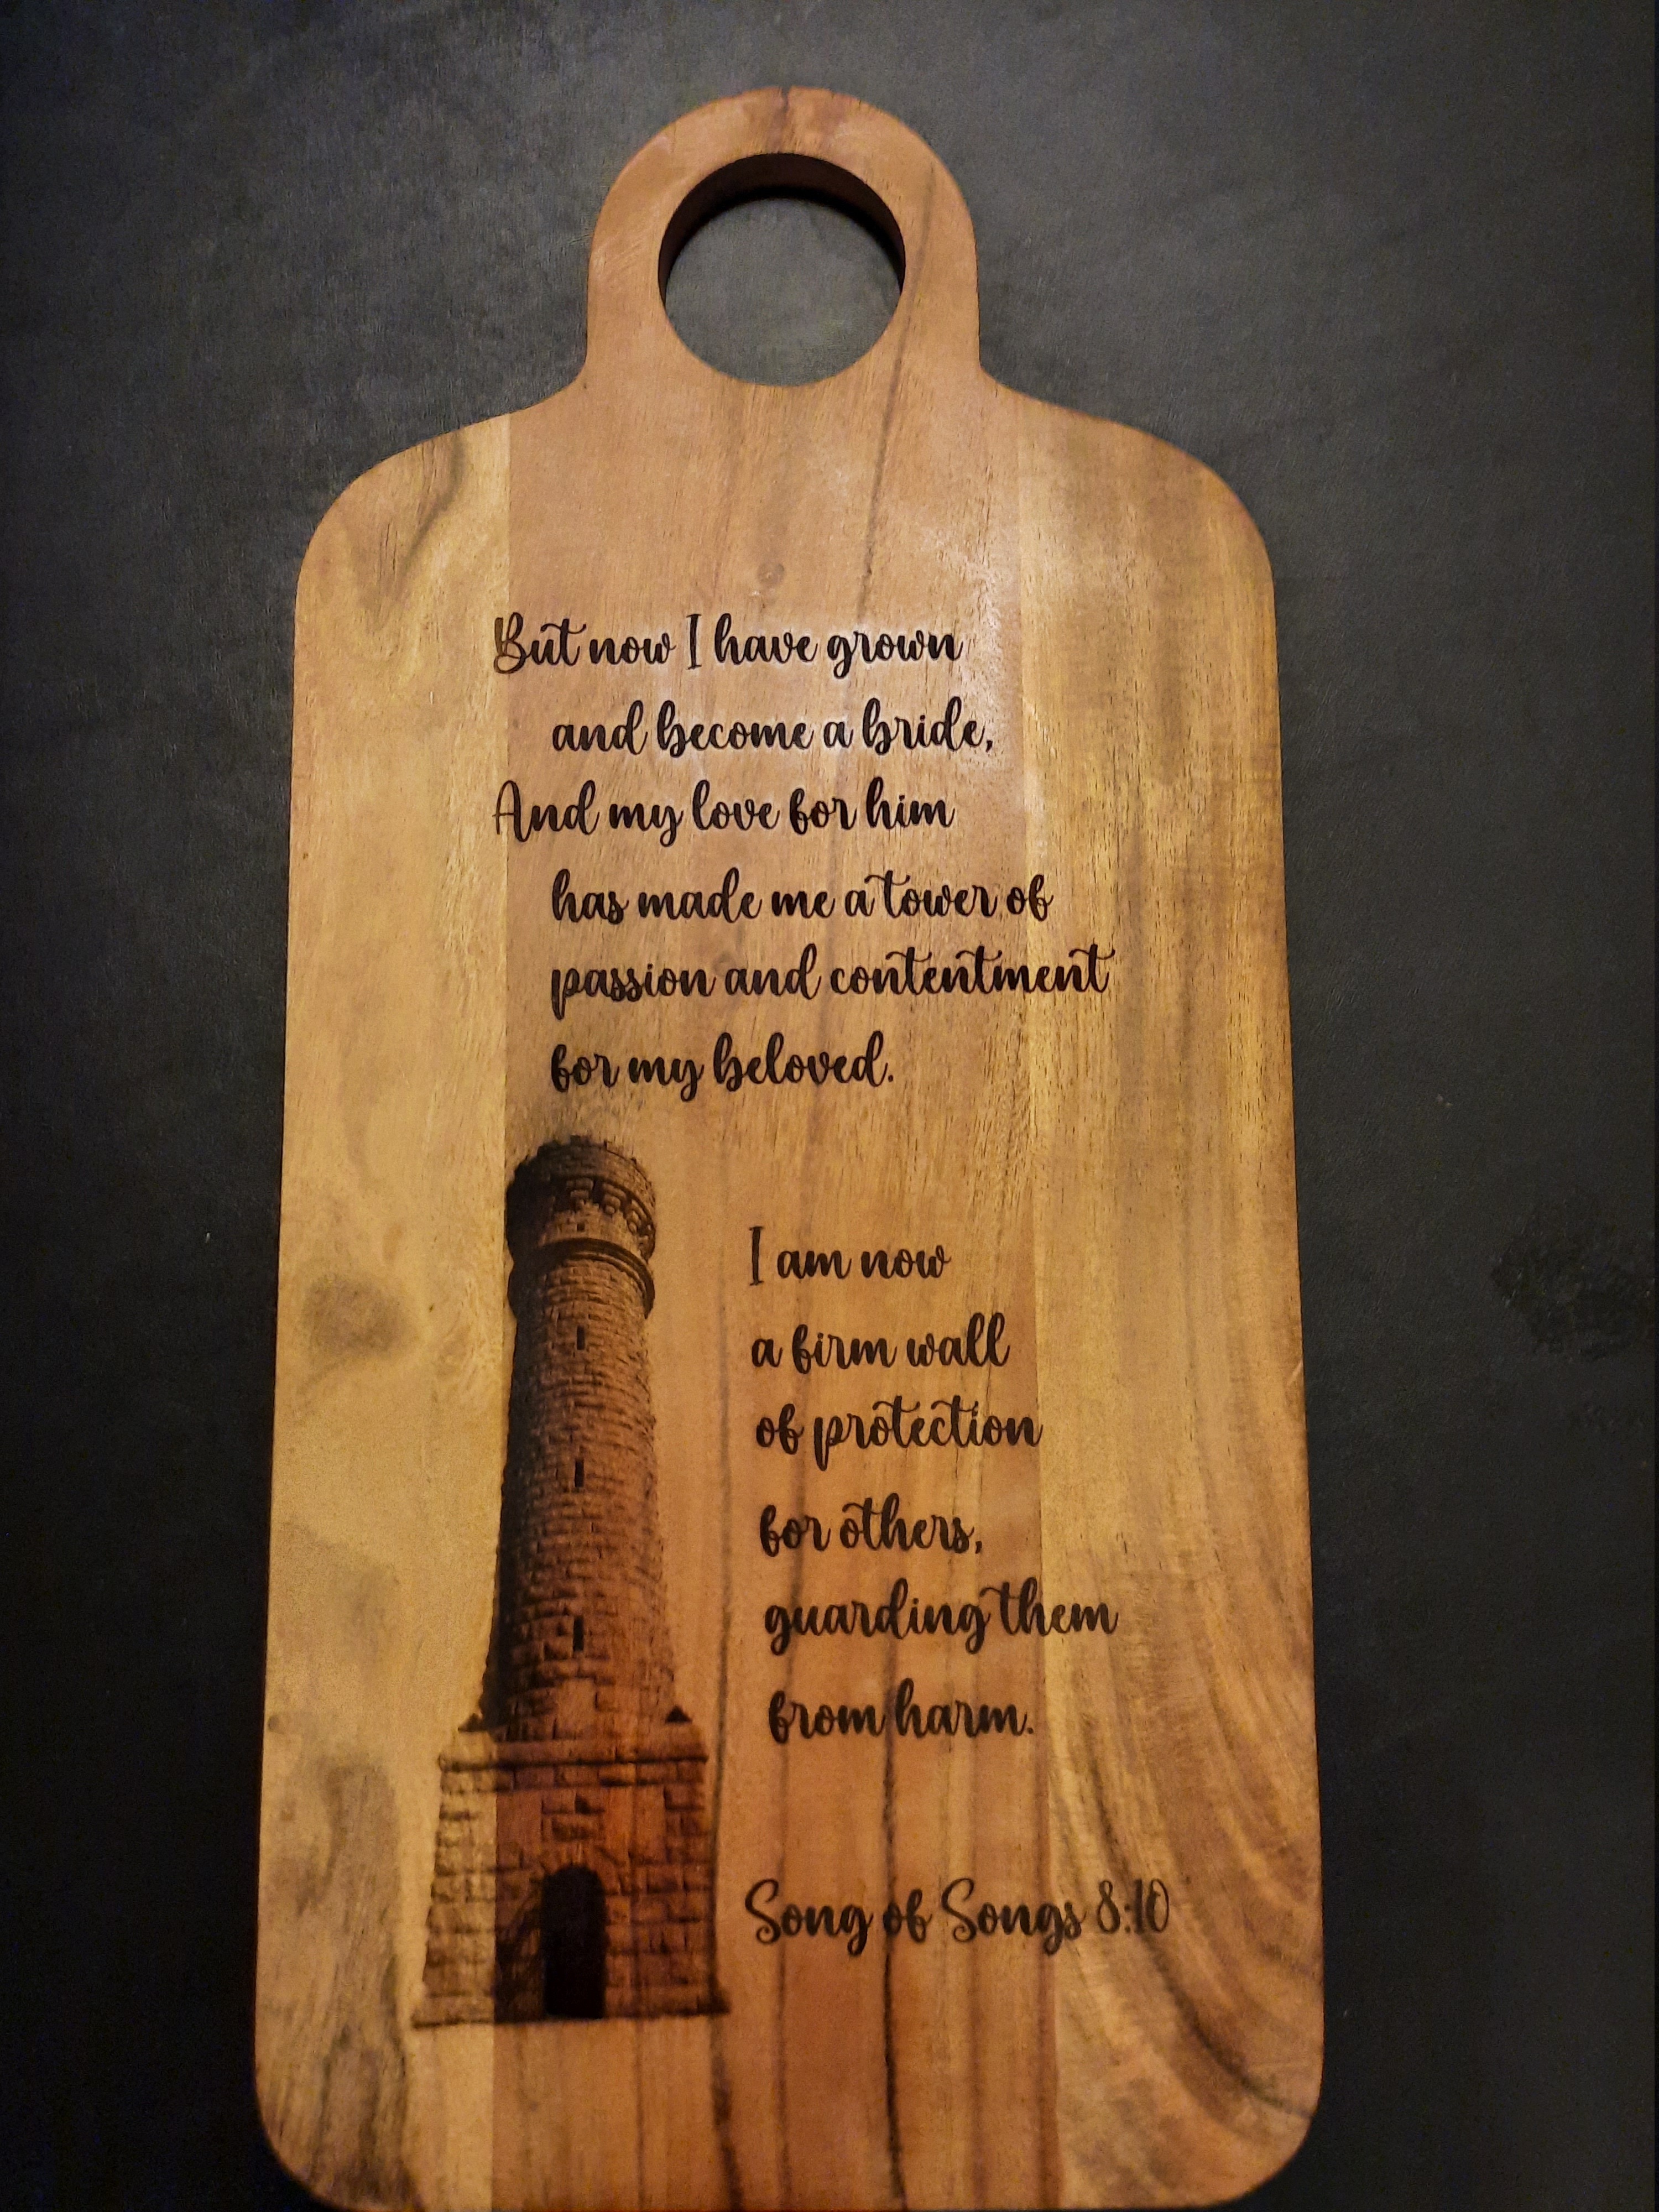 But now I have grown
and become a bride,
And my love for him
has made me a tower of
passion and contentment
for my beloved.
I am now
a firm wall
of protection
for others,
guarding them
from harm.
Song of Songs 8:10